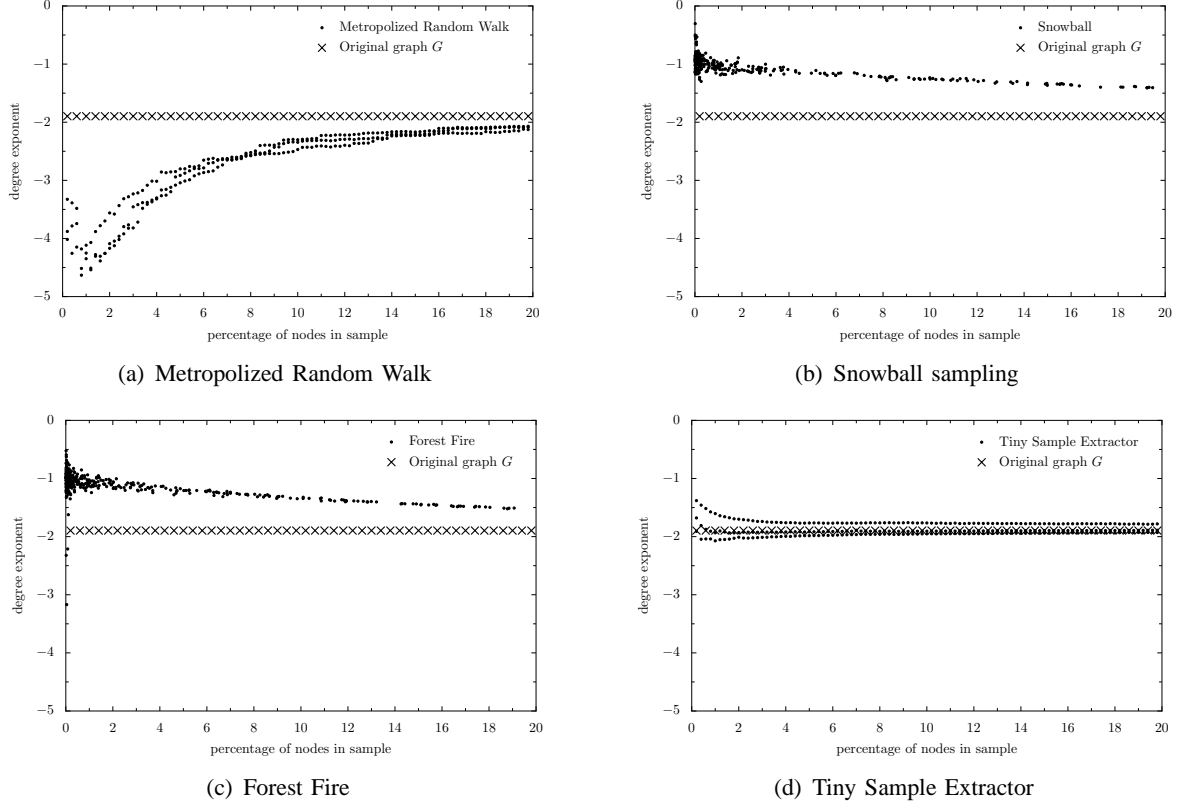 0
−1
−2
−3
−4
−5
degree exponent
Metropolized Random Walk
Original graph G
0 2 4 6 8 10 12 14 16 18 20
percentage of nodes in sample
(a) Metropolized Random Walk
0
−1
−2
−3
−4
−5
degree exponent
Snowball
Original graph G
0 2 4 6 8 10 12 14 16 18 20
percentage of nodes in sample
(b) Snowball sampling
0
−1
−2
−3
−4
−5
degree exponent
Forest Fire
Original graph G
0 2 4 6 8 10 12 14 16 18 20
percentage of nodes in sample
(c) Forest Fire
0
−1
−2
−3
−4
−5
degree exponent
Tiny Sample Extractor
Original graph G
0 2 4 6 8 10 12 14 16 18 20
percentage of nodes in sample
(d) Tiny Sample Extractor